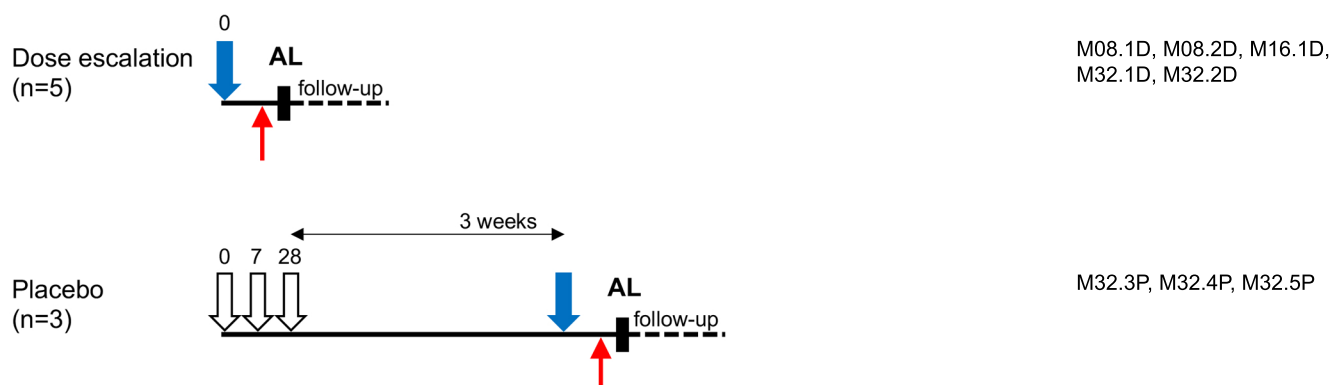 0
Dose escalation
(n=5)
AL
follow-up
M08.1D, M08.2D, M16.1D,
M32.1D, M32.2D
3 weeks
0 7 28
Placebo
(n=3)
AL
follow-up
M32.3P, M32.4P, M32.5P